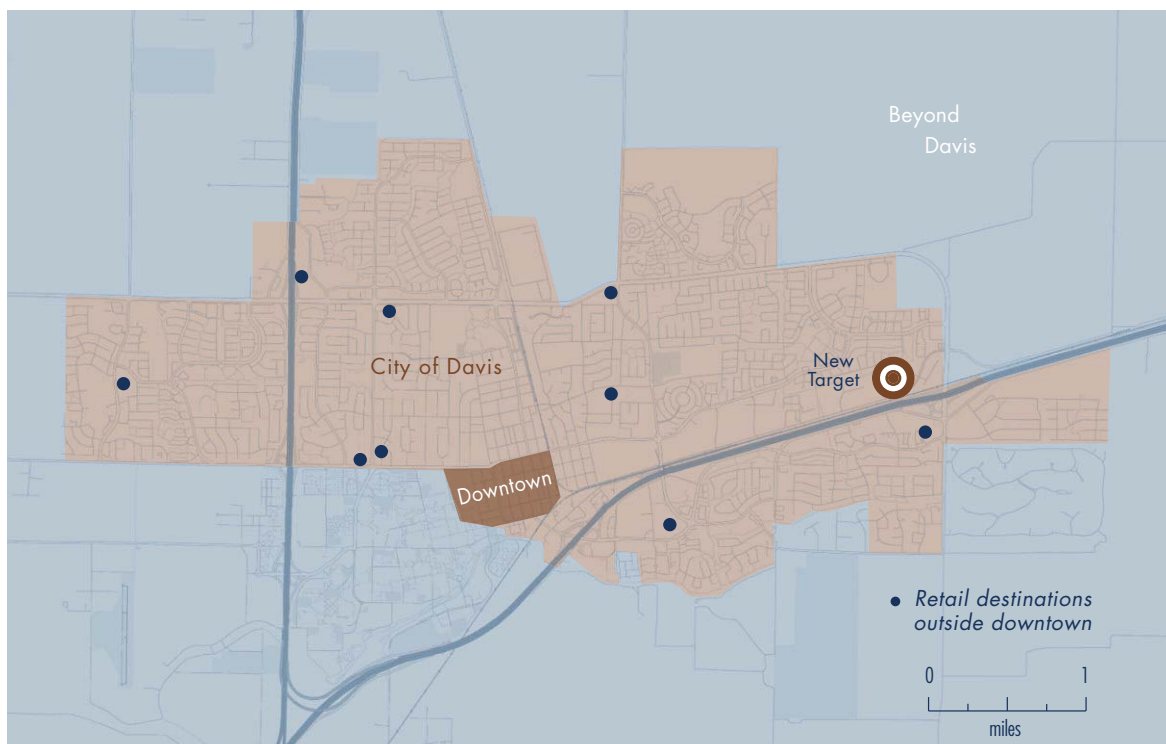 Beyond
Davis
City of Davis
New
Target
Downtown
Retail destinations
outside downtown
0 1
miles